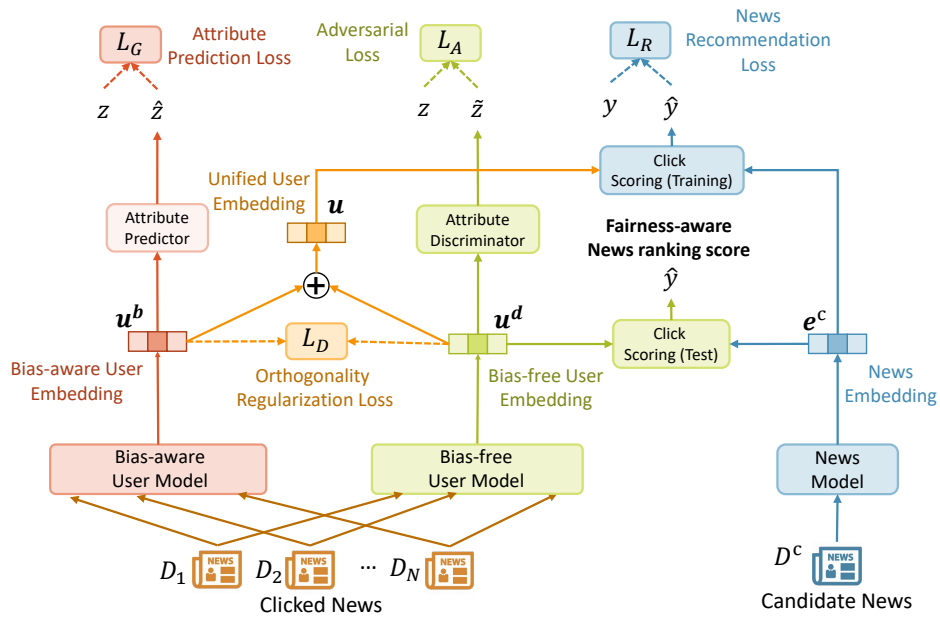 L_G
Attribute
Prediction Loss
Adversarial
Loss
L_A
L_R
News
Recommendation
Loss
z
ẑ
z
z̃
y
ŷ
Click
Scoring (Training)
Unified User
Embedding
u
Attribute
Predictor
Attribute
Discriminator
Fairness-aware
News ranking score
ŷ
+
u^b
L_D
u^d
Click
Scoring (Test)
e^c
Bias-aware User
Embedding
Orthogonality
Regularization Loss
Bias-free User
Embedding
News
Embedding
Bias-aware
User Model
Bias-free
User Model
News
Model
D_1
NEWS
D_2
NEWS
...
D_N
NEWS
D^c
NEWS
Clicked News
Candidate News